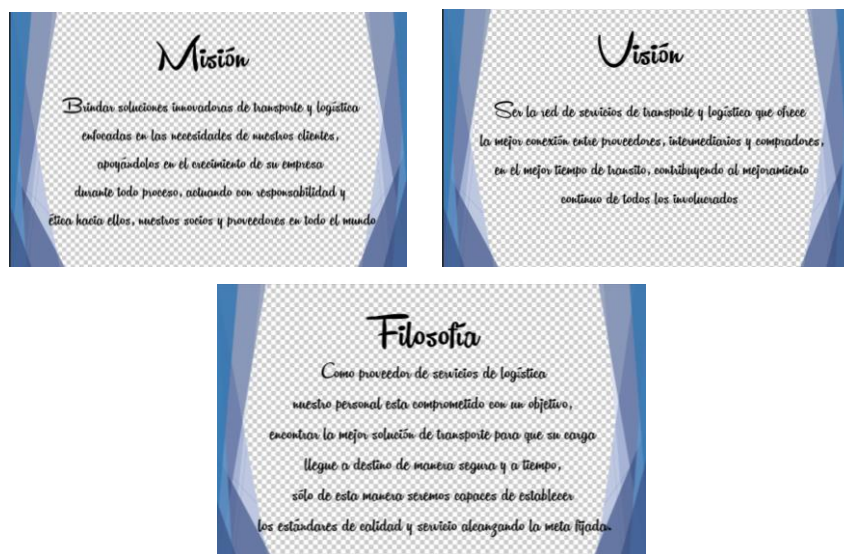 Misión
Brindar soluciones innovadoras de transporte y logística
enfocadas en las necesidades de nuestros clientes,
apoyándolos en el crecimiento de su empresa
durante todo proceso, actuando con responsabilidad y
ética hacia ellos, nuestros socios y proveedores en todo el mundo
Visión
Ser la red de servicios de transporte y logística que ofrece
la mejor conexión entre proveedores, intermediarios y compradores,
en el mejor tiempo de transito, contribuyendo al mejoramiento
continuo de todos los involucrados
Filosofía
Como proveedor de servicios de logística
nuestro personal esta comprometido con un objetivo,
encontrar la mejor solución de transporte para que su carga
llegue a destino de manera segura y a tiempo,
sólo de esta manera seremos capaces de establecer
los estándares de calidad y servicio alcanzando la meta fijada.